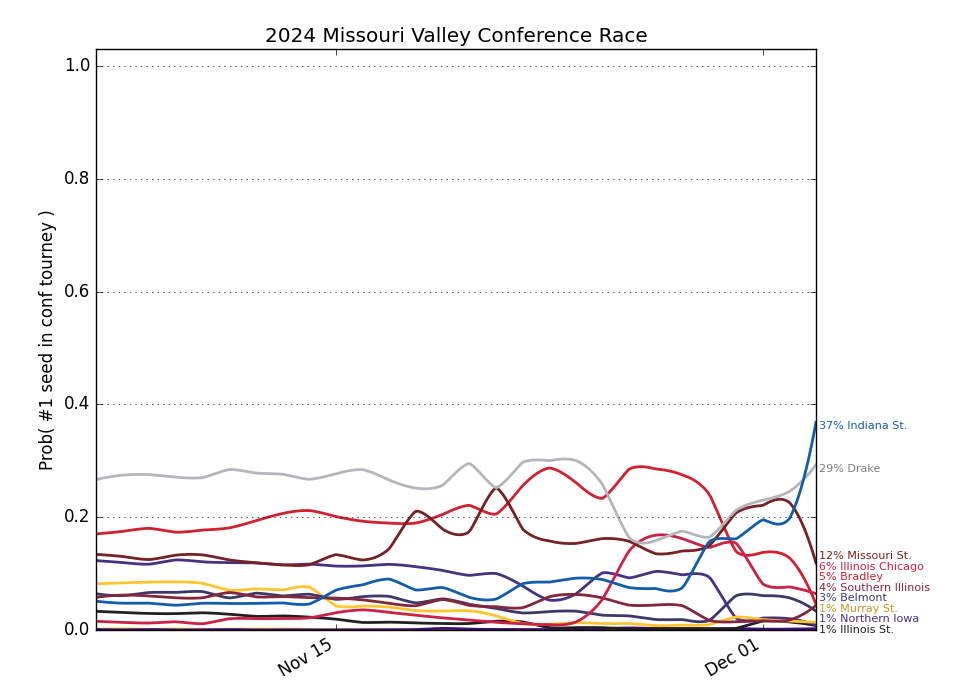 2024 Missouri Valley Conference Race
Prob( #1 seed in conf tourney )
1.0
0.8
0.6
0.4
0.2
0.0
Nov 15
Dec 01
37% Indiana St.
29% Drake
12% Missouri St.
6% Illinois Chicago
5% Bradley
4% Southern Illinois
3% Belmont
1% Murray St.
1% Northern Iowa
1% Illinois St.